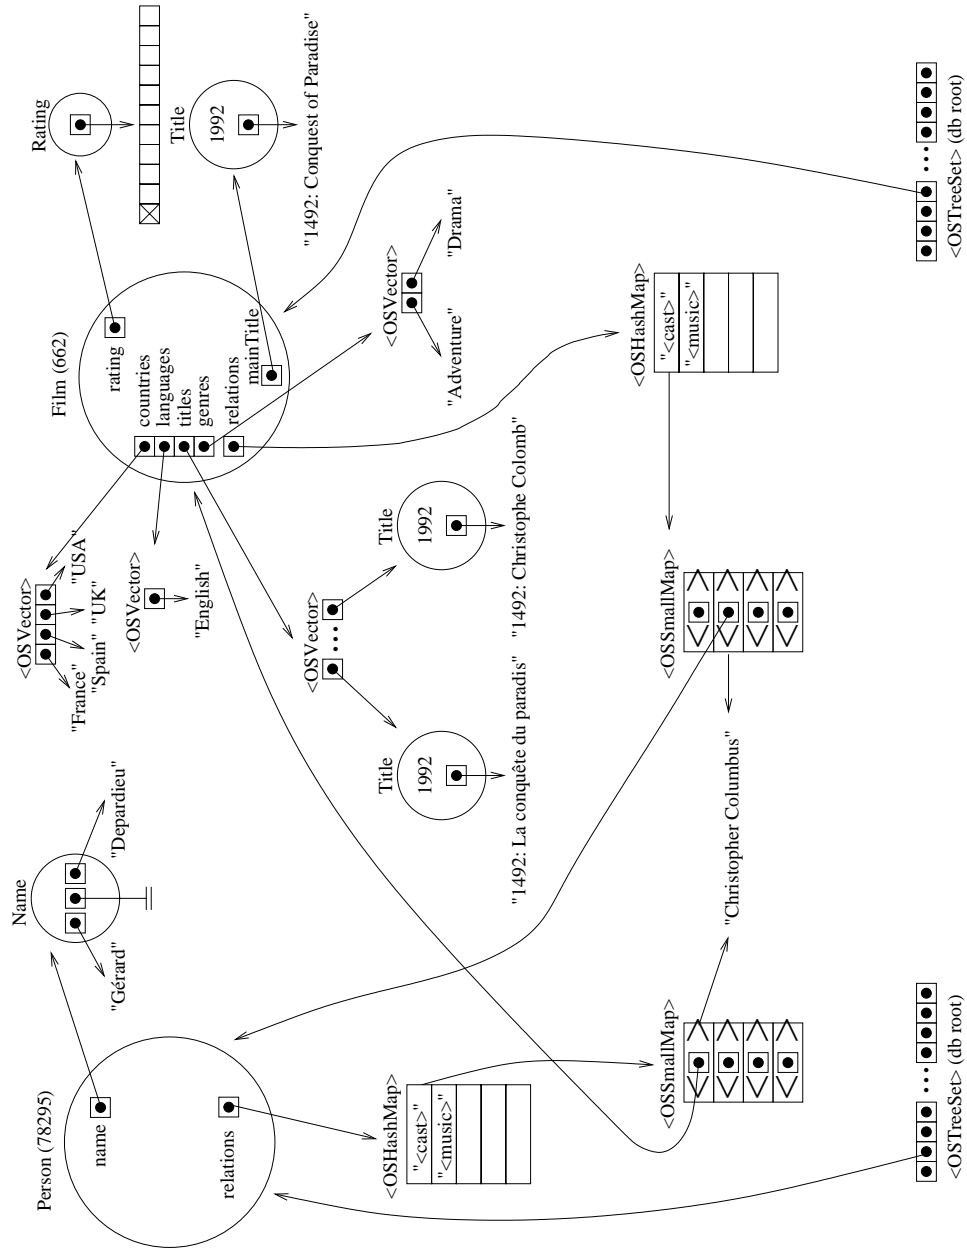 Person (78295)
name
relations
Name
"Gérard"
"Depardieu"
<OSHashMap>
"<cast>"
"<music>"
<OSSmallMap>
<OSTreeSet> (db root)
"Christopher Columbus"
<OSVector>
"France"
"Spain"
"UK"
"USA"
<OSVector>
"English"
<OSVector>
Title
1992
"1492: La conquête du paradis"
Title
1992
"1492: Christophe Colomb"
<OSSmallMap>
Film (662)
rating
countries
languages
titles
genres
relations
mainTitle
<OSVector>
"Adventure"
"Drama"
<OSHashMap>
"<cast>"
"<music>"
Rating
Title
1992
"1492: Conquest of Paradise"
<OSTreeSet> (db root)